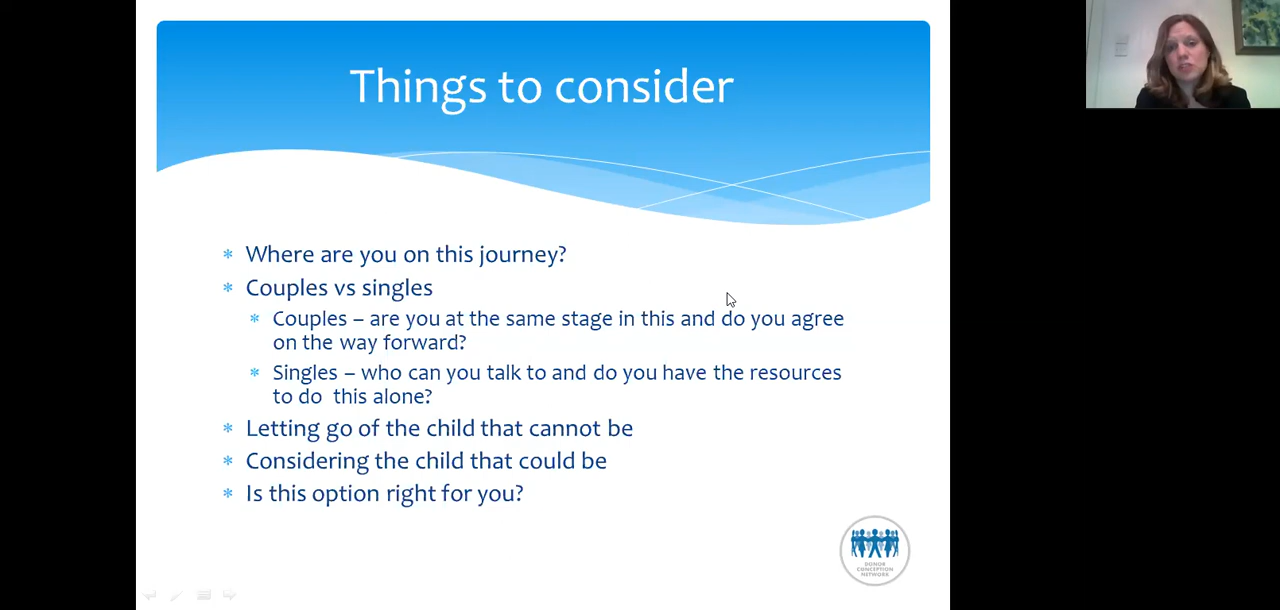 Things to consider
* Where are you on this journey?
* Couples vs singles
* Couples – are you at the same stage in this and do you agree
on the way forward?
* Singles – who can you talk to and do you have the resources
to do  this alone?
* Letting go of the child that cannot be
* Considering the child that could be
* Is this option right for you?
DONOR
CONCEPTION
NETWORK